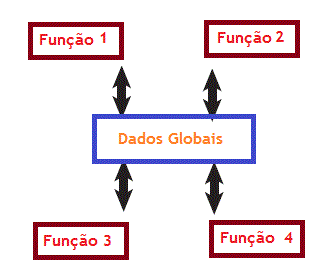 Função 1
Função 2
Dados Globais
Função 3
Função 4